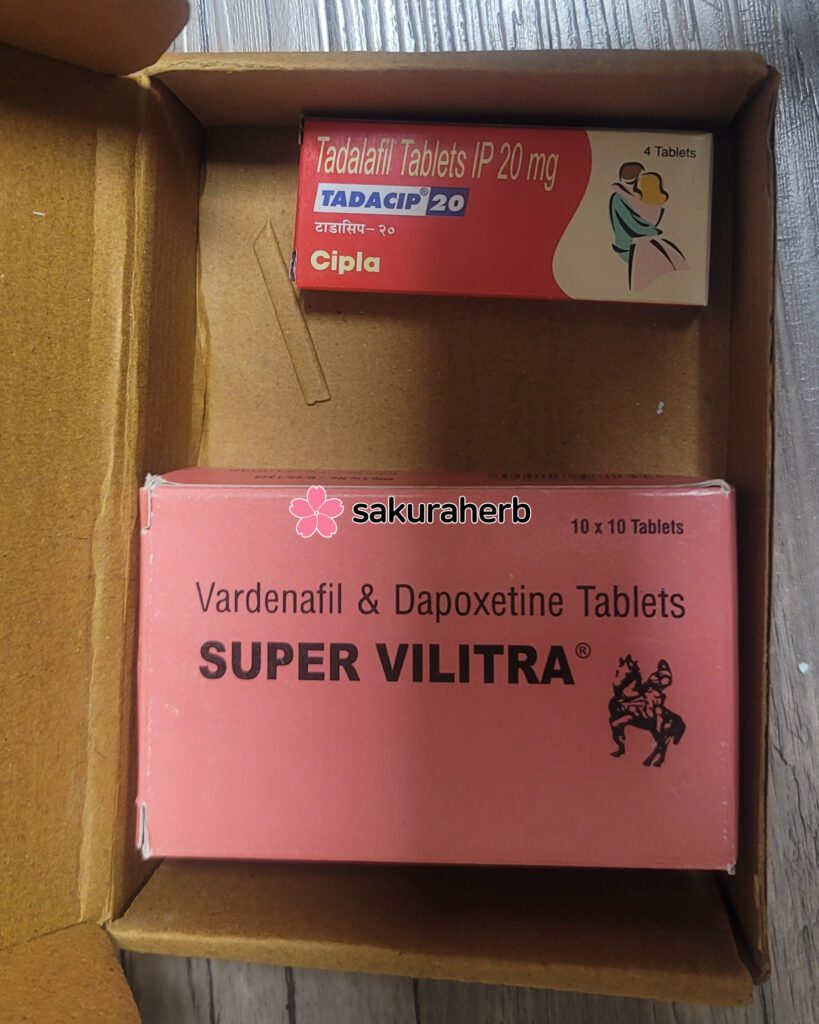 Tadalafil Tablets IP 20 mg
4 Tablets
TADACIP® 20
टाडासिप-२०
Cipla
sakuraherb
10 x 10 Tablets
Vardenafil & Dapoxetine Tablets
SUPER VILITRA®